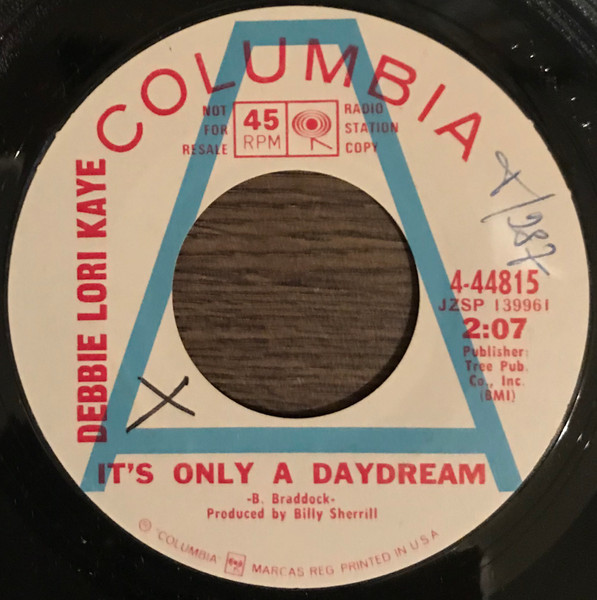 COLUMBIA
NOT
FOR
RESALE
45
RPM
RADIO
STATION
COPY
DEBBIE LORI KAYE
4-44815
JZSP 139961
2:07
Publisher:
Tree Pub.
Co., Inc.
(BMI)
X
IT'S ONLY A DAYDREAM
-B. Braddock-
Produced by Billy Sherrill
Ⓟ "COLUMBIA" MARCAS REG. PRINTED IN U.S.A
A